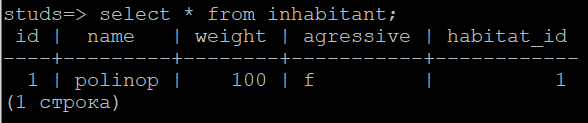 studs=> select * from inhabitant;
 id |  name   | weight | agressive | habitat_id
----+---------+--------+-----------+------------
  1 | polinop |    100 | f         |          1
(1 строка)